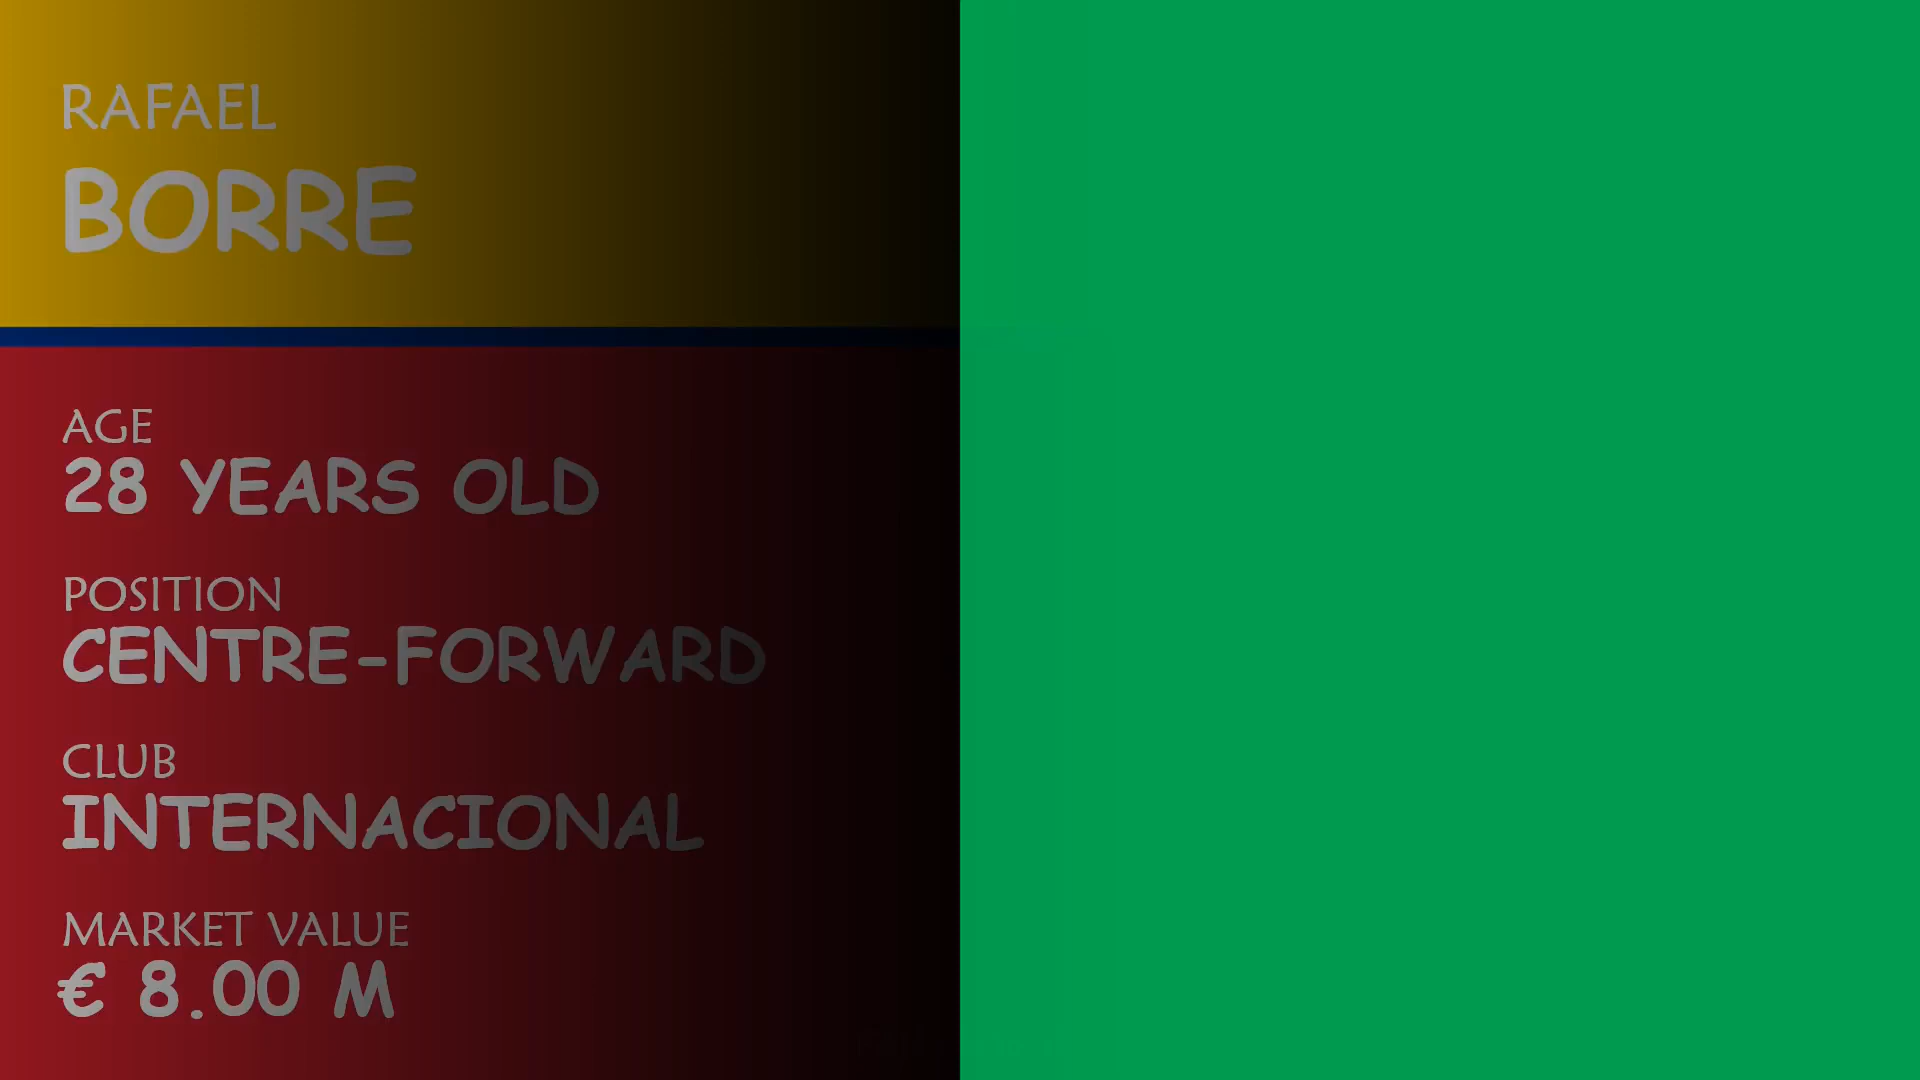 RAFAEL
BORRE
AGE
28 YEARS OLD
POSITION
CENTRE-FORWARD
CLUB
INTERNACIONAL
MARKET VALUE
€ 8.00 M